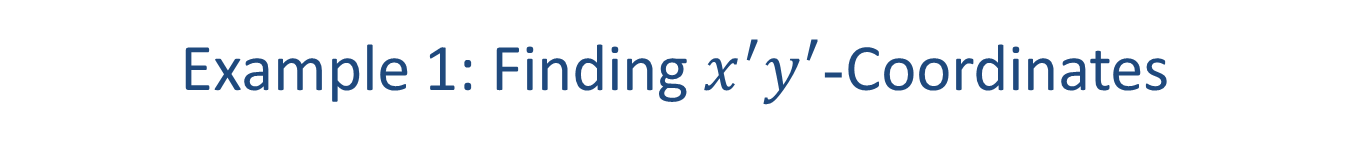 Example 1: Finding 𝑥′𝑦′-Coordinates